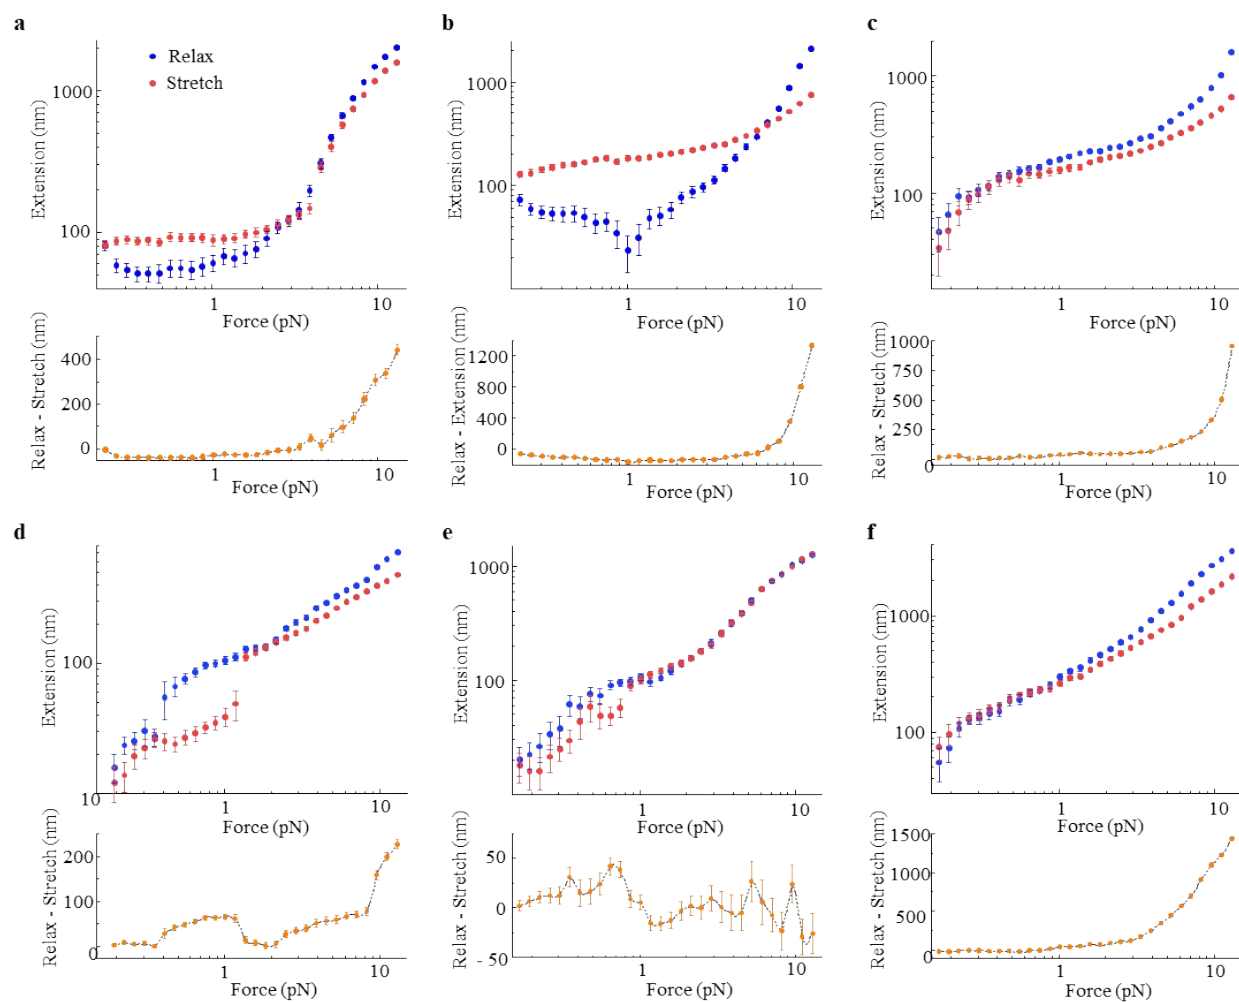 a
Relax
Stretch
1000
100
Extension (nm)
1
10
Force (pN)
400
200
0
Relax - Stretch (nm)
1
10
Force (pN)
b
1000
100
Extension (nm)
1
10
Force (pN)
1200
800
400
0
Relax - Extension (nm)
1
10
Force (pN)
c
1000
100
Extension (nm)
1
10
Force (pN)
1000
750
500
250
0
Relax - Stretch (nm)
1
10
Force (pN)
d
100
10
Extension (nm)
1
10
Force (pN)
200
100
0
Relax - Stretch (nm)
1
10
Force (pN)
e
1000
100
Extension (nm)
1
10
Force (pN)
50
0
- 50
Relax - Stretch (nm)
1
10
Force (pN)
f
1000
100
Extension (nm)
1
10
Force (pN)
1500
1000
500
0
Relax - Stretch (nm)
1
10
Force (pN)